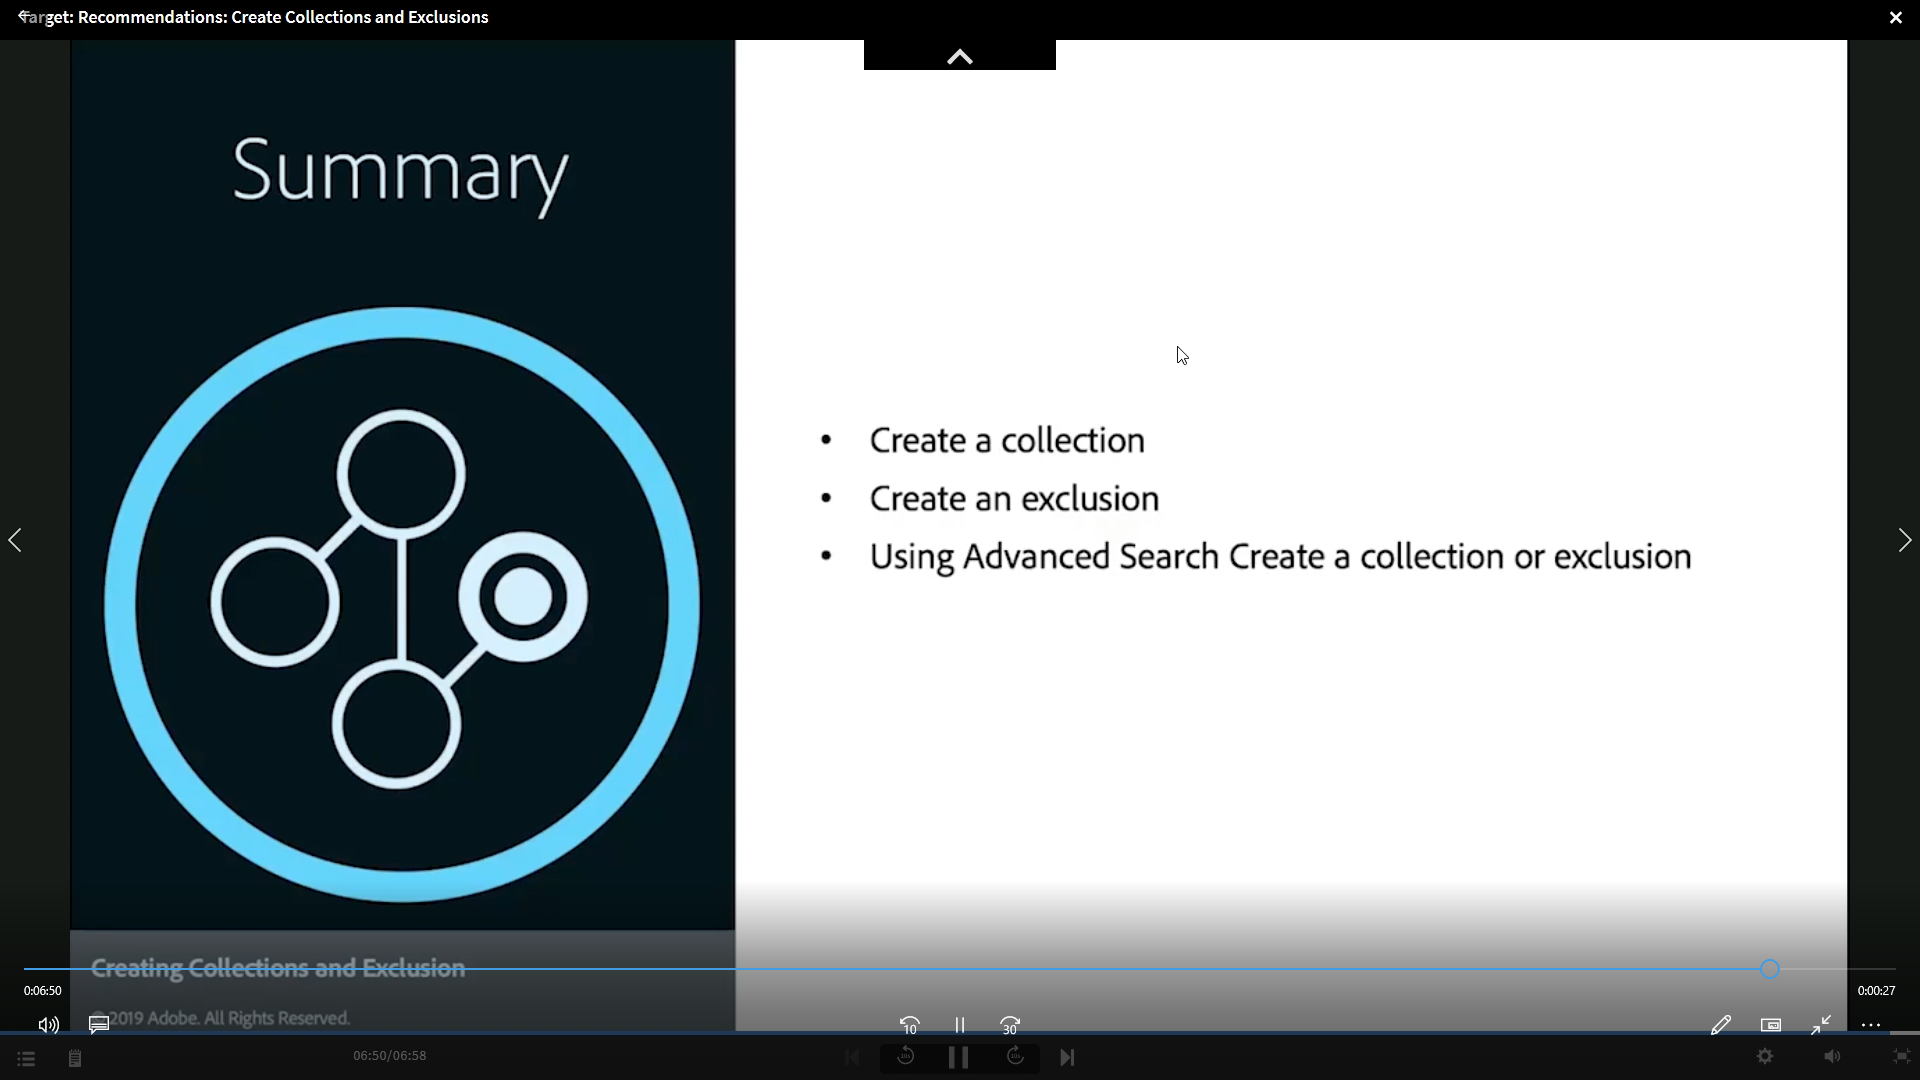 Target: Recommendations: Create Collections and Exclusions
Summary
• Create a collection
• Create an exclusion
• Using Advanced Search Create a collection or exclusion
Creating Collections and Exclusion
0:06:50
0:00:27
© 2019 Adobe. All Rights Reserved.
10
30
06:50/06:58
10s
10s